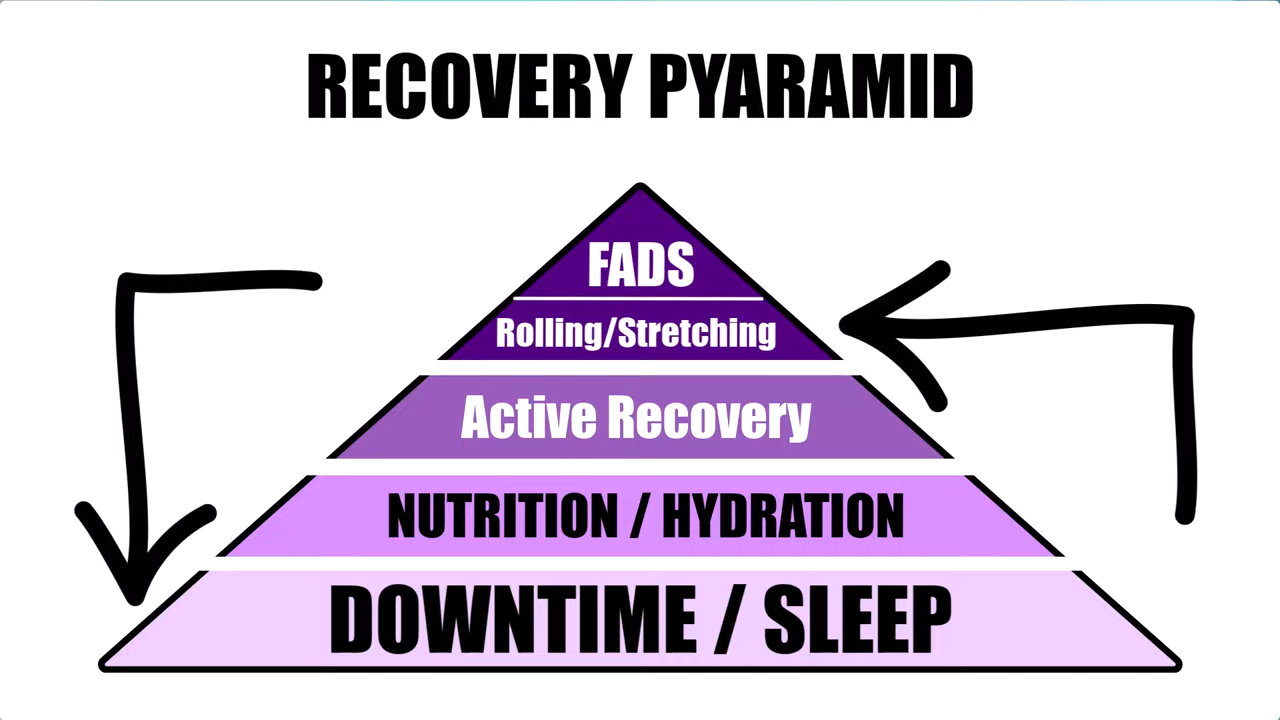 RECOVERY PYARAMID
FADS
Rolling/Stretching
Active Recovery
NUTRITION / HYDRATION
DOWNTIME / SLEEP